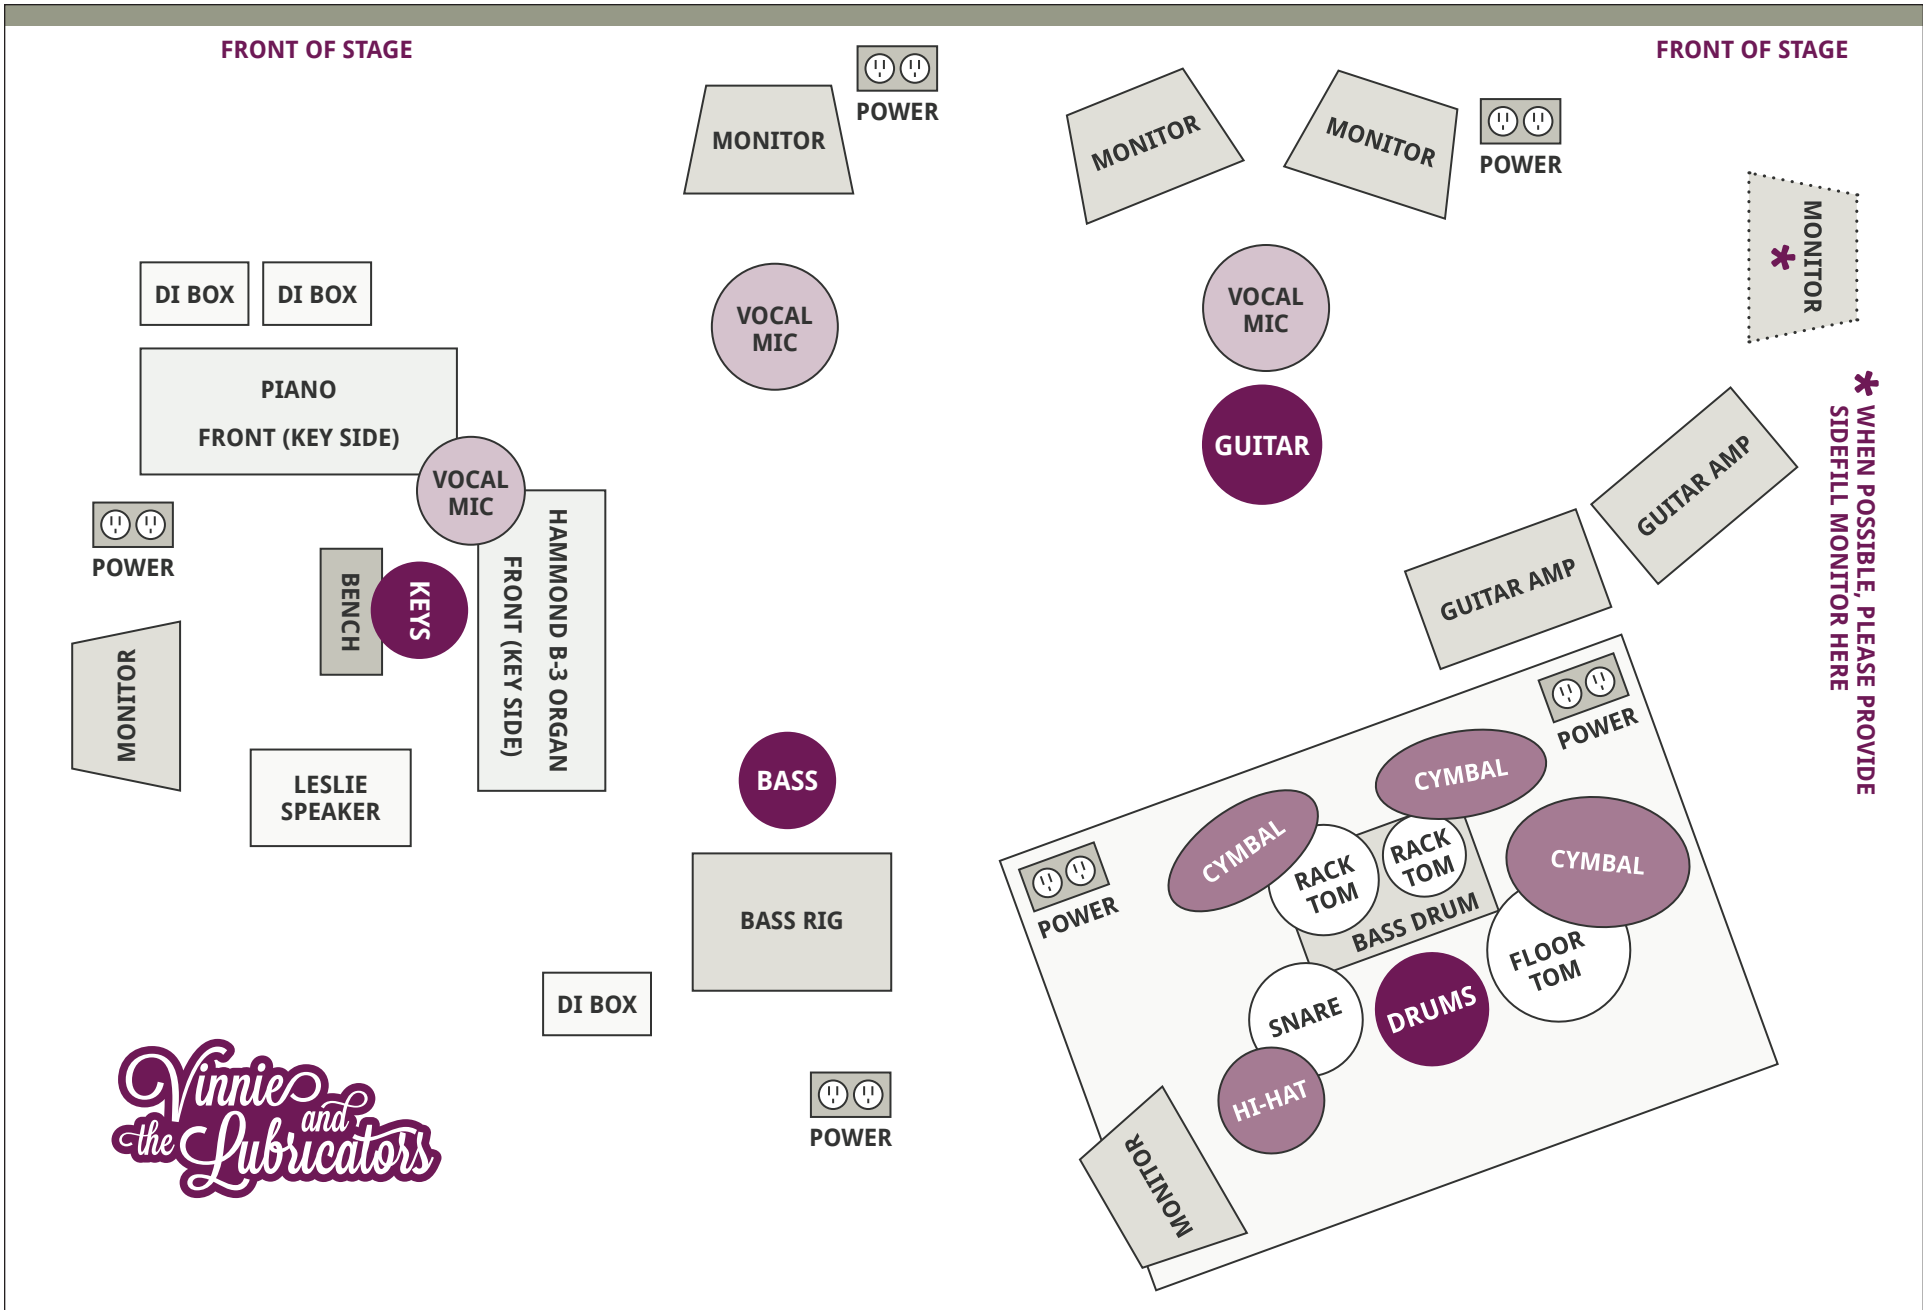 FRONT OF STAGE
FRONT OF STAGE
POWER
MONITOR
MONITOR
MONITOR
POWER
MONITOR
*
DI BOX
DI BOX
VOCAL
MIC
VOCAL
MIC
PIANO
FRONT (KEY SIDE)
GUITAR
* WHEN POSSIBLE, PLEASE PROVIDE
SIDEFILL MONITOR HERE
VOCAL
MIC
GUITAR AMP
GUITAR AMP
POWER
BENCH
KEYS
HAMMOND B-3 ORGAN
FRONT (KEY SIDE)
MONITOR
LESLIE
SPEAKER
BASS
BASS RIG
DI BOX
POWER
POWER
POWER
CYMBAL
CYMBAL
CYMBAL
RACK
TOM
RACK
TOM
BASS DRUM
FLOOR
TOM
SNARE
DRUMS
HI-HAT
MONITOR
Vinnie
and
the Lubricators